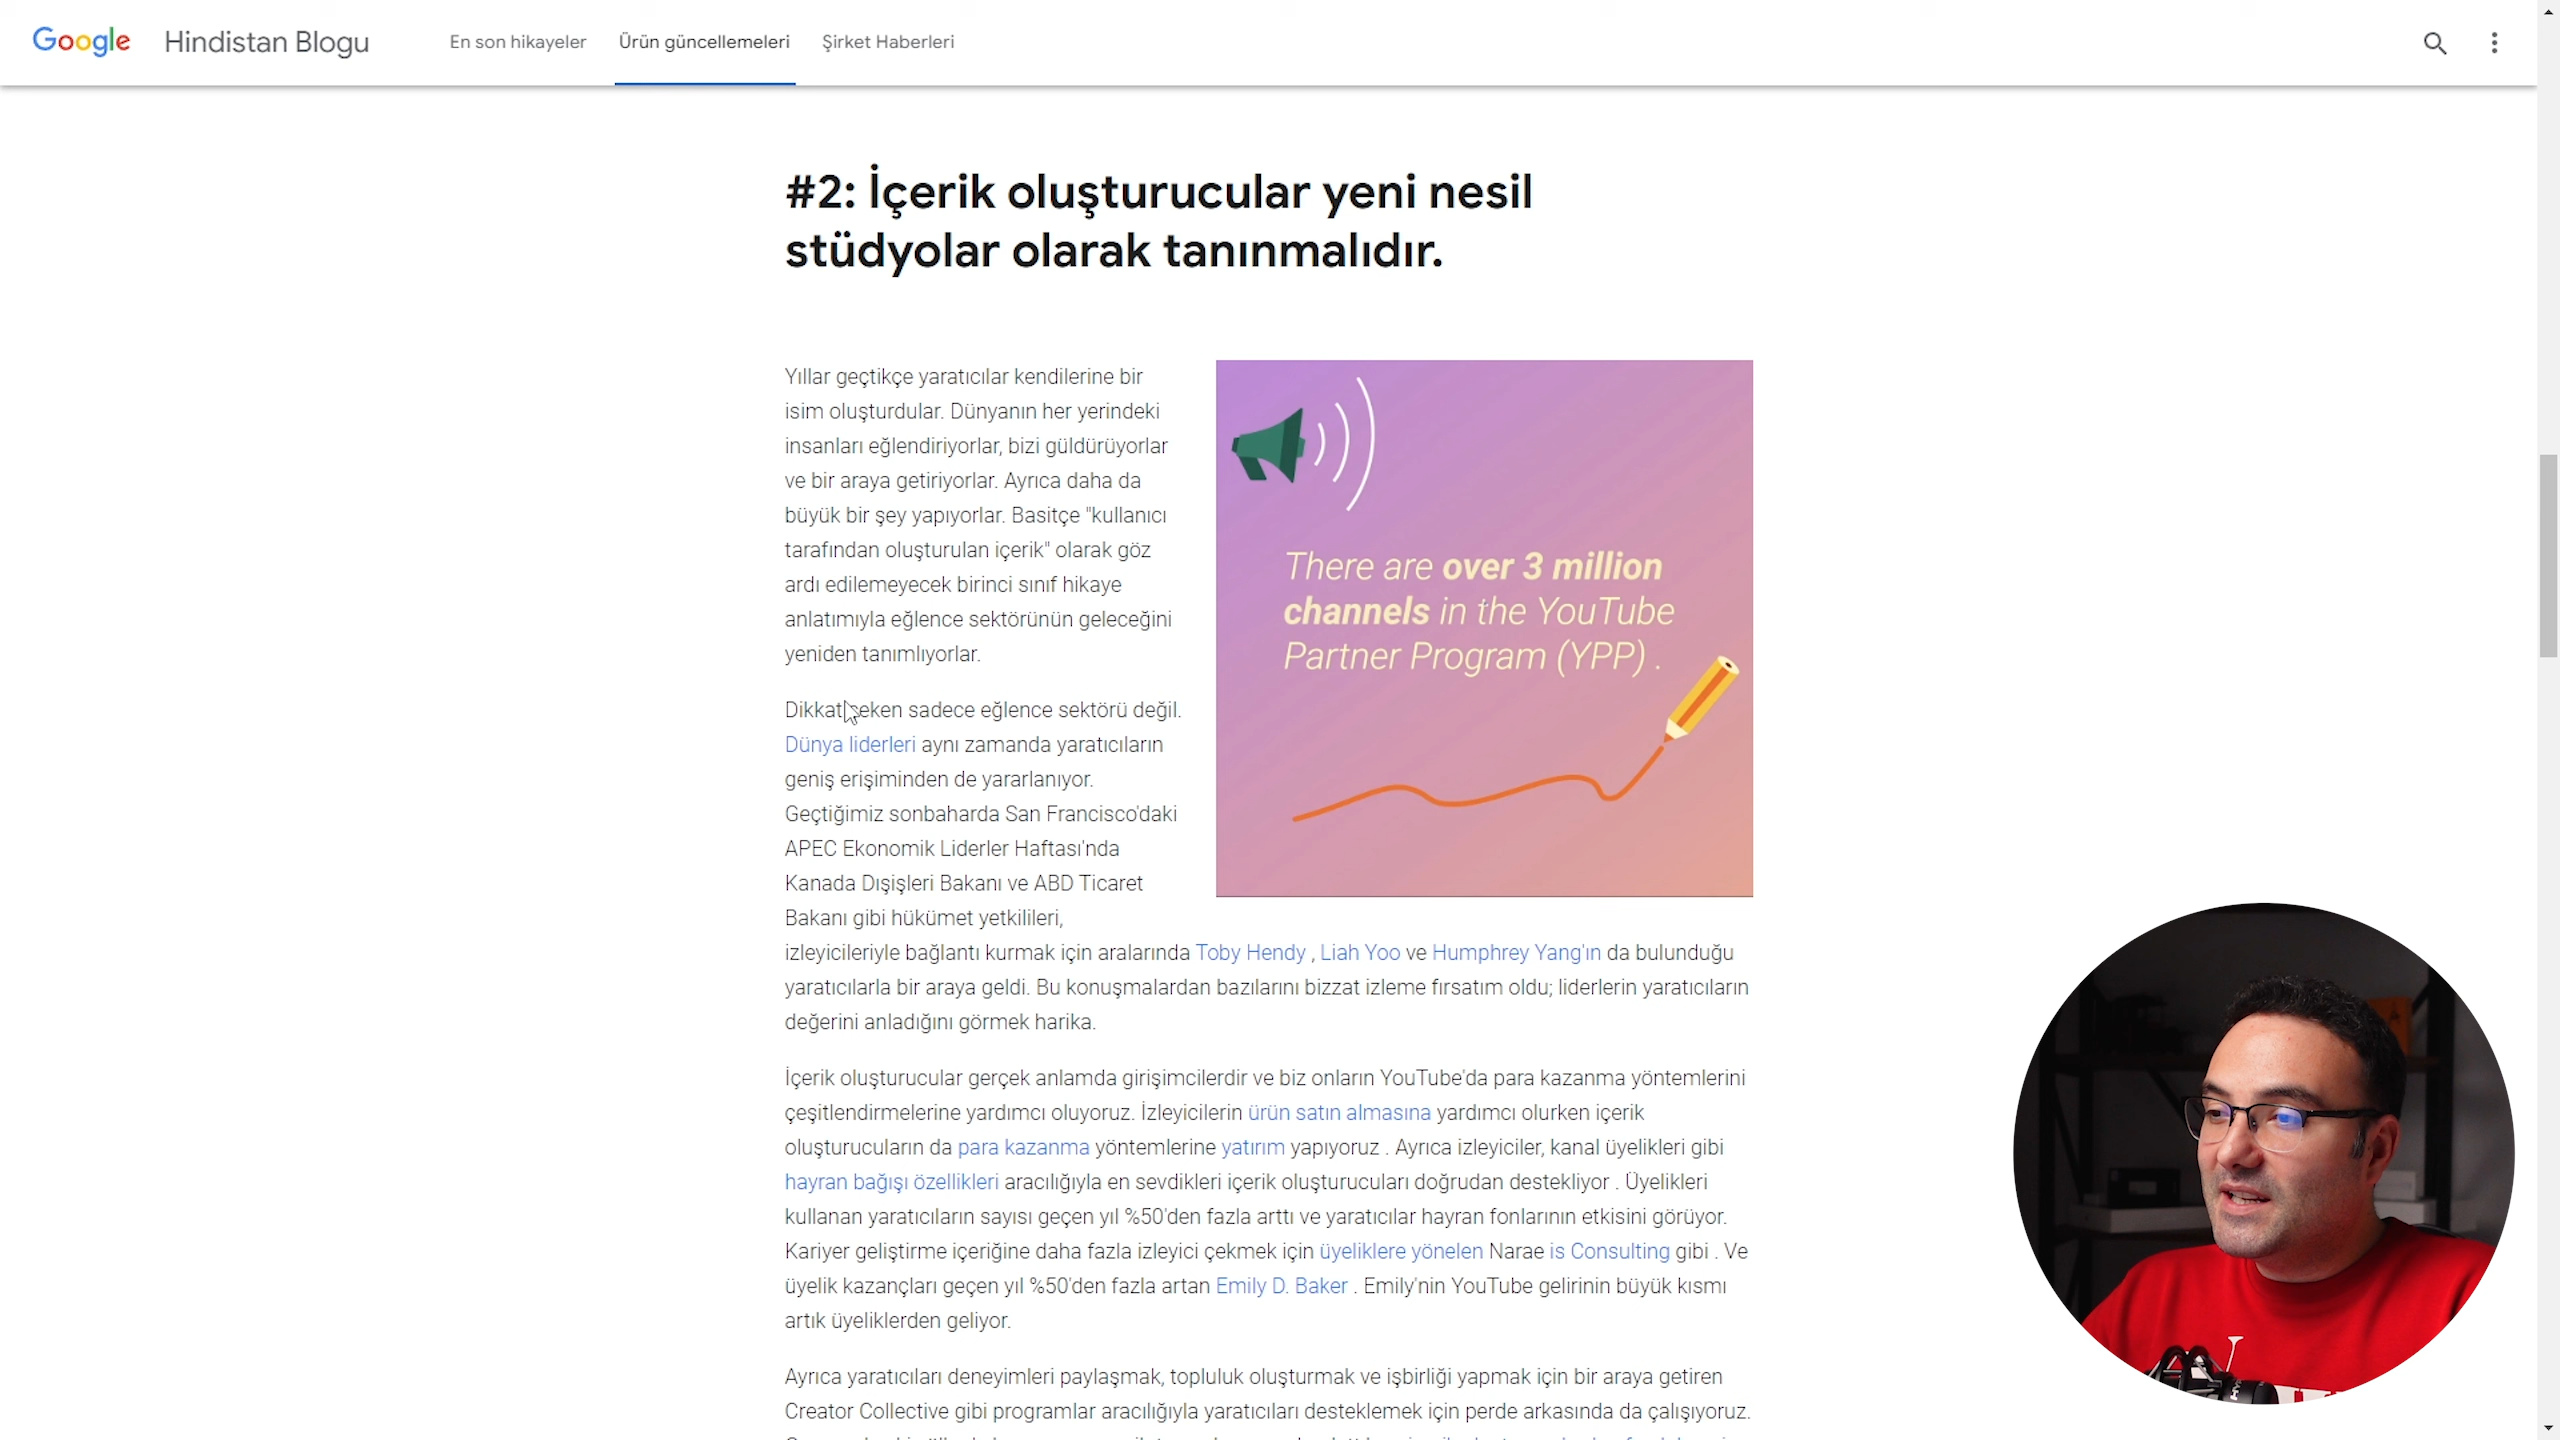 Google Hindistan Blogu En son hikayeler Ürün güncellemeleri Şirket Haberleri
#2: İçerik oluşturucular yeni nesil
stüdyolar olarak tanınmalıdır.
Yıllar geçtikçe yaratıcılar kendilerine bir
isim oluşturdular. Dünyanın her yerindeki
insanları eğlendiriyorlar, bizi güldürüyorlar
ve bir araya getiriyorlar. Ayrıca daha da
büyük bir şey yapıyorlar. Basitçe "kullanıcı
tarafından oluşturulan içerik" olarak göz
ardı edilemeyecek birinci sınıf hikaye
anlatımıyla eğlence sektörünün geleceğini
yeniden tanımlıyorlar.
There are over 3 million
channels in the YouTube
Partner Program (YPP) .
Dikkat çeken sadece eğlence sektörü değil.
Dünya liderleri aynı zamanda yaratıcıların
geniş erişiminden de yararlanıyor.
Geçtiğimiz sonbaharda San Francisco'daki
APEC Ekonomik Liderler Haftası'nda
Kanada Dışişleri Bakanı ve ABD Ticaret
Bakanı gibi hükümet yetkilileri,
izleyicileriyle bağlantı kurmak için aralarında Toby Hendy , Liah Yoo ve Humphrey Yang'ın da bulunduğu
yaratıcılarla bir araya geldi. Bu konuşmalardan bazılarını bizzat izleme fırsatım oldu; liderlerin yaratıcıların
değerini anladığını görmek harika.
İçerik oluşturucular gerçek anlamda girişimcilerdir ve biz onların YouTube'da para kazanma yöntemlerini
çeşitlendirmelerine yardımcı oluyoruz. İzleyicilerin ürün satın almasına yardımcı olurken içerik
oluşturucuların da para kazanma yöntemlerine yatırım yapıyoruz . Ayrıca izleyiciler, kanal üyelikleri gibi
hayran bağışı özellikleri aracılığıyla en sevdikleri içerik oluşturucuları doğrudan destekliyor . Üyelikleri
kullanan yaratıcıların sayısı geçen yıl %50'den fazla arttı ve yaratıcılar hayran fonlarının etkisini görüyor.
Kariyer geliştirme içeriğine daha fazla izleyici çekmek için üyeliklere yönelen Narae is Consulting gibi . Ve
üyelik kazançları geçen yıl %50'den fazla artan Emily D. Baker . Emily'nin YouTube gelirinin büyük kısmı
artık üyeliklerden geliyor.
Ayrıca yaratıcıları deneyimleri paylaşmak, topluluk oluşturmak ve işbirliği yapmak için bir araya getiren
Creator Collective gibi programlar aracılığıyla yaratıcıları desteklemek için perde arkasında da çalışıyoruz.